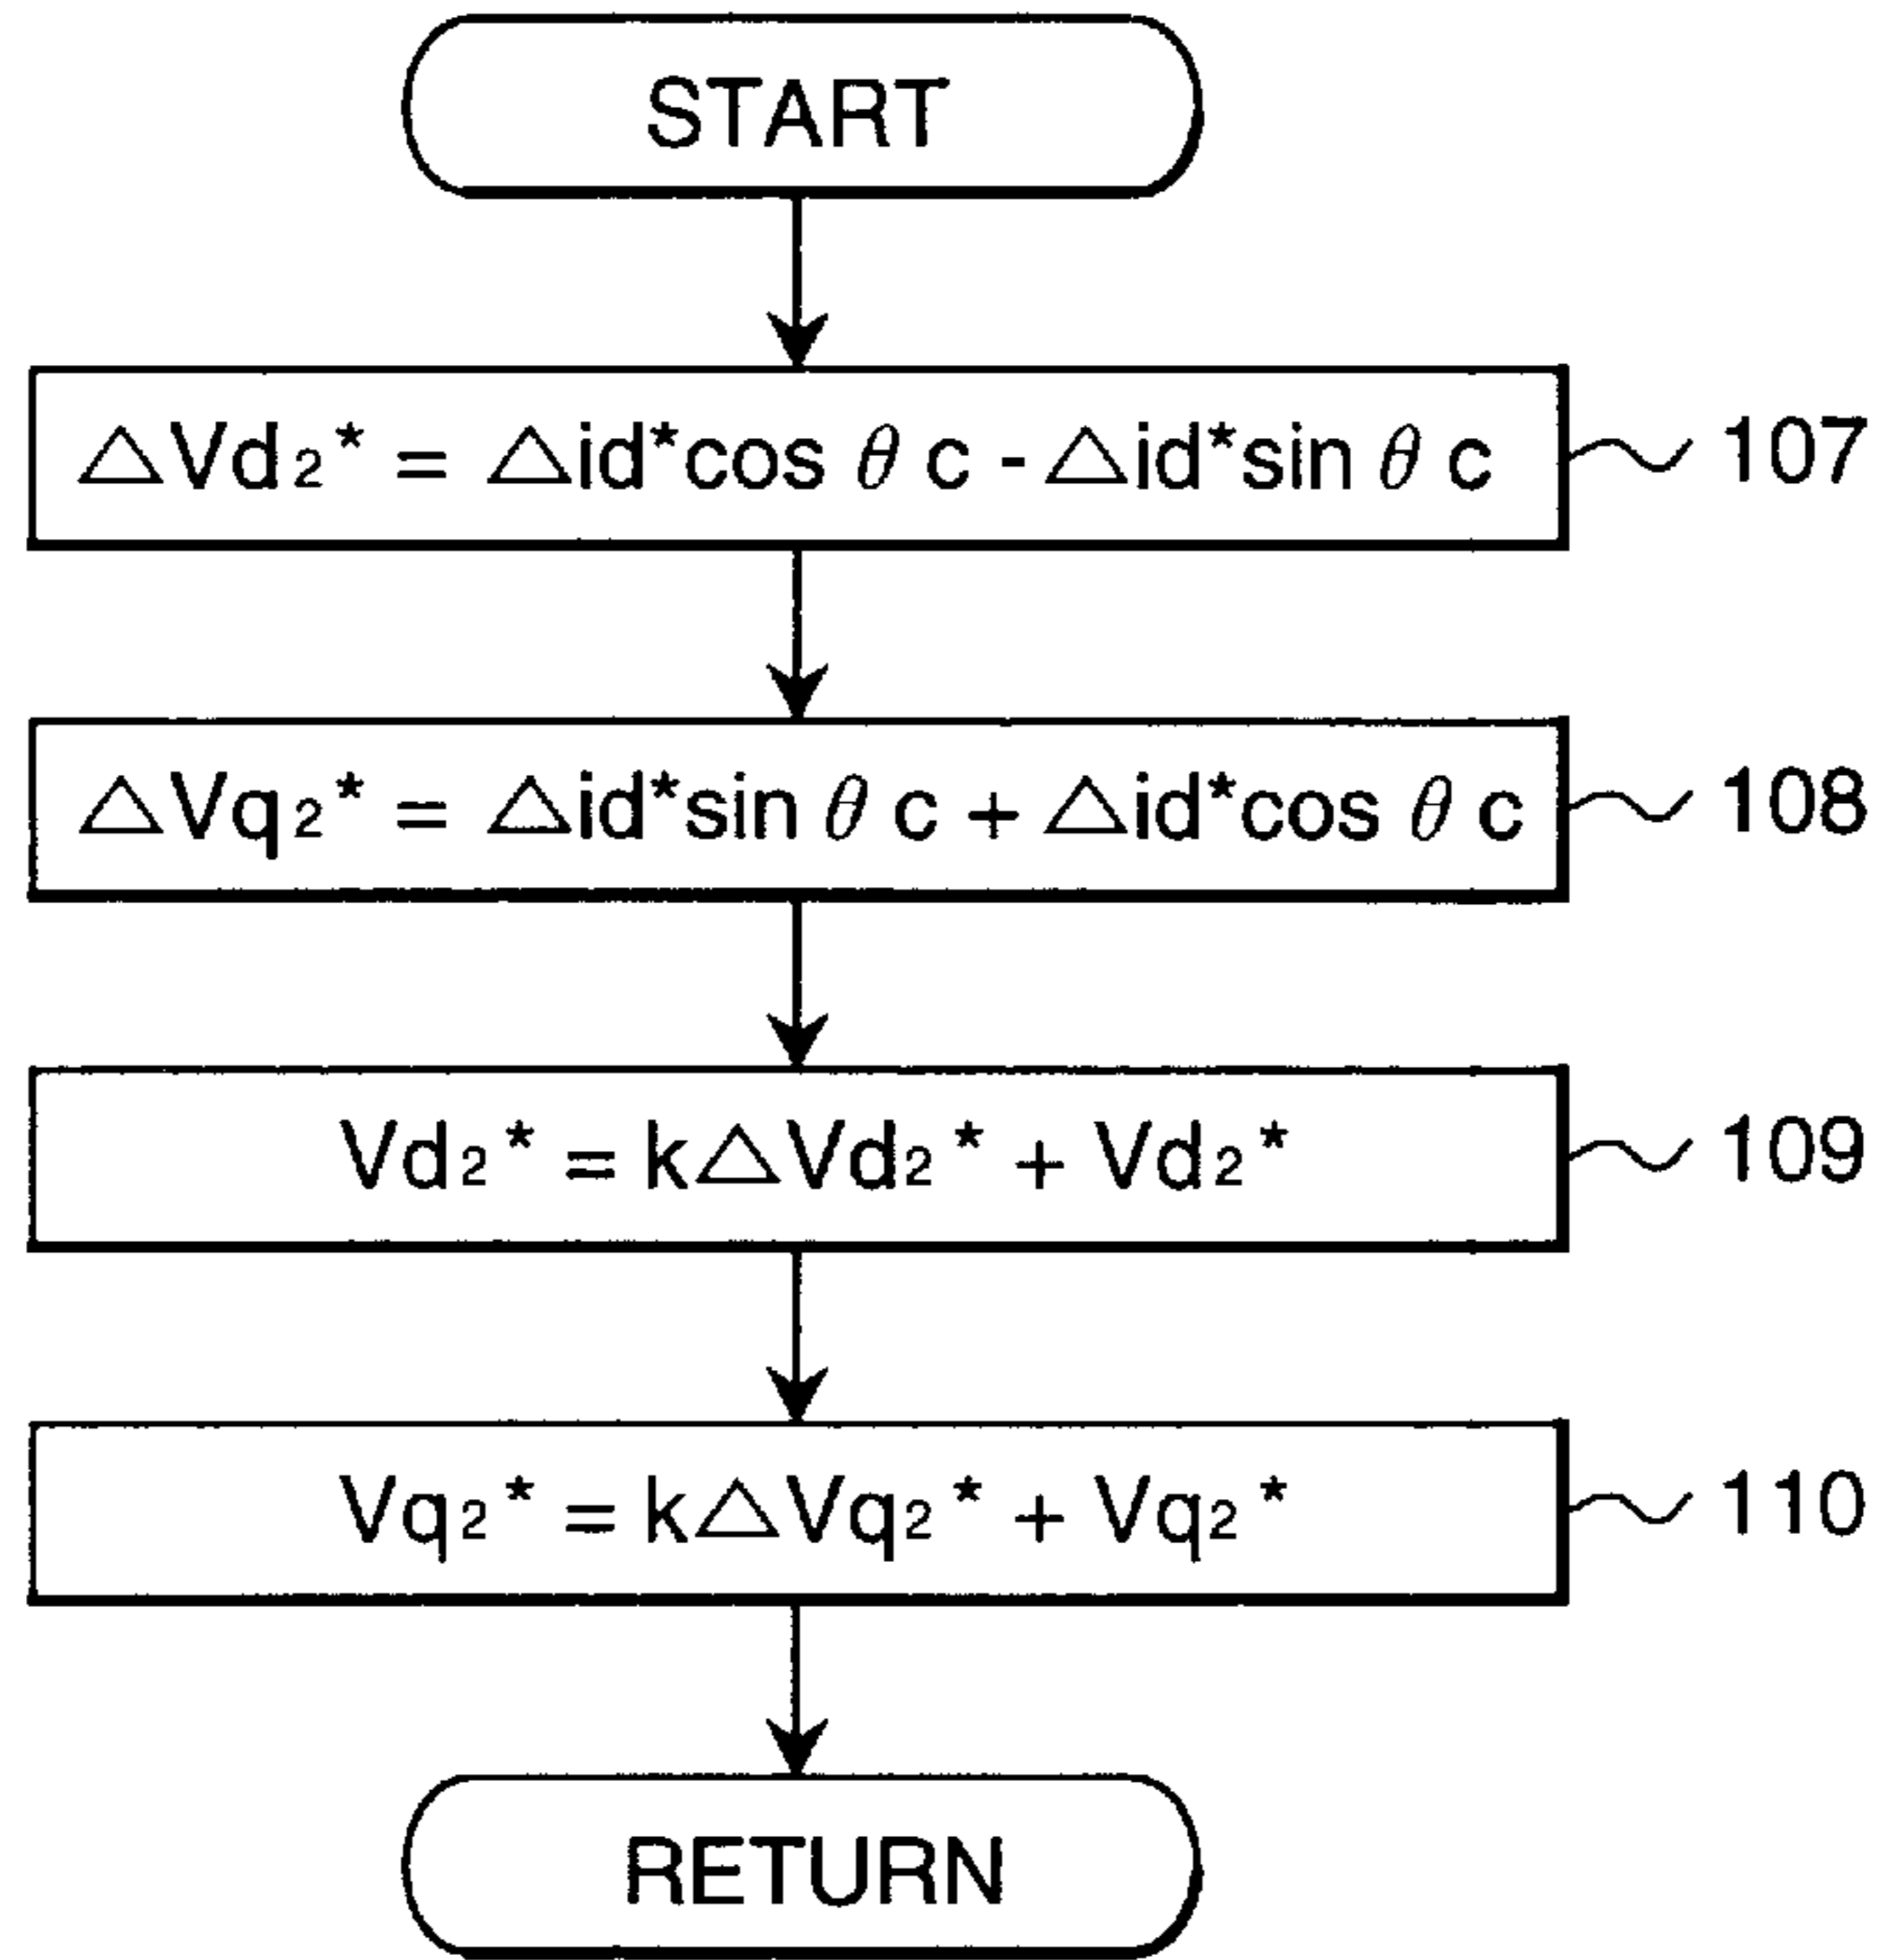 START
△Vd₂* = △id*cos θ c - △id*sin θ c 107
△Vq₂* = △id*sin θ c + △id*cos θ c 108
Vd₂* = k△Vd₂* + Vd₂* 109
Vq₂* = k△Vq₂* + Vq₂* 110
RETURN